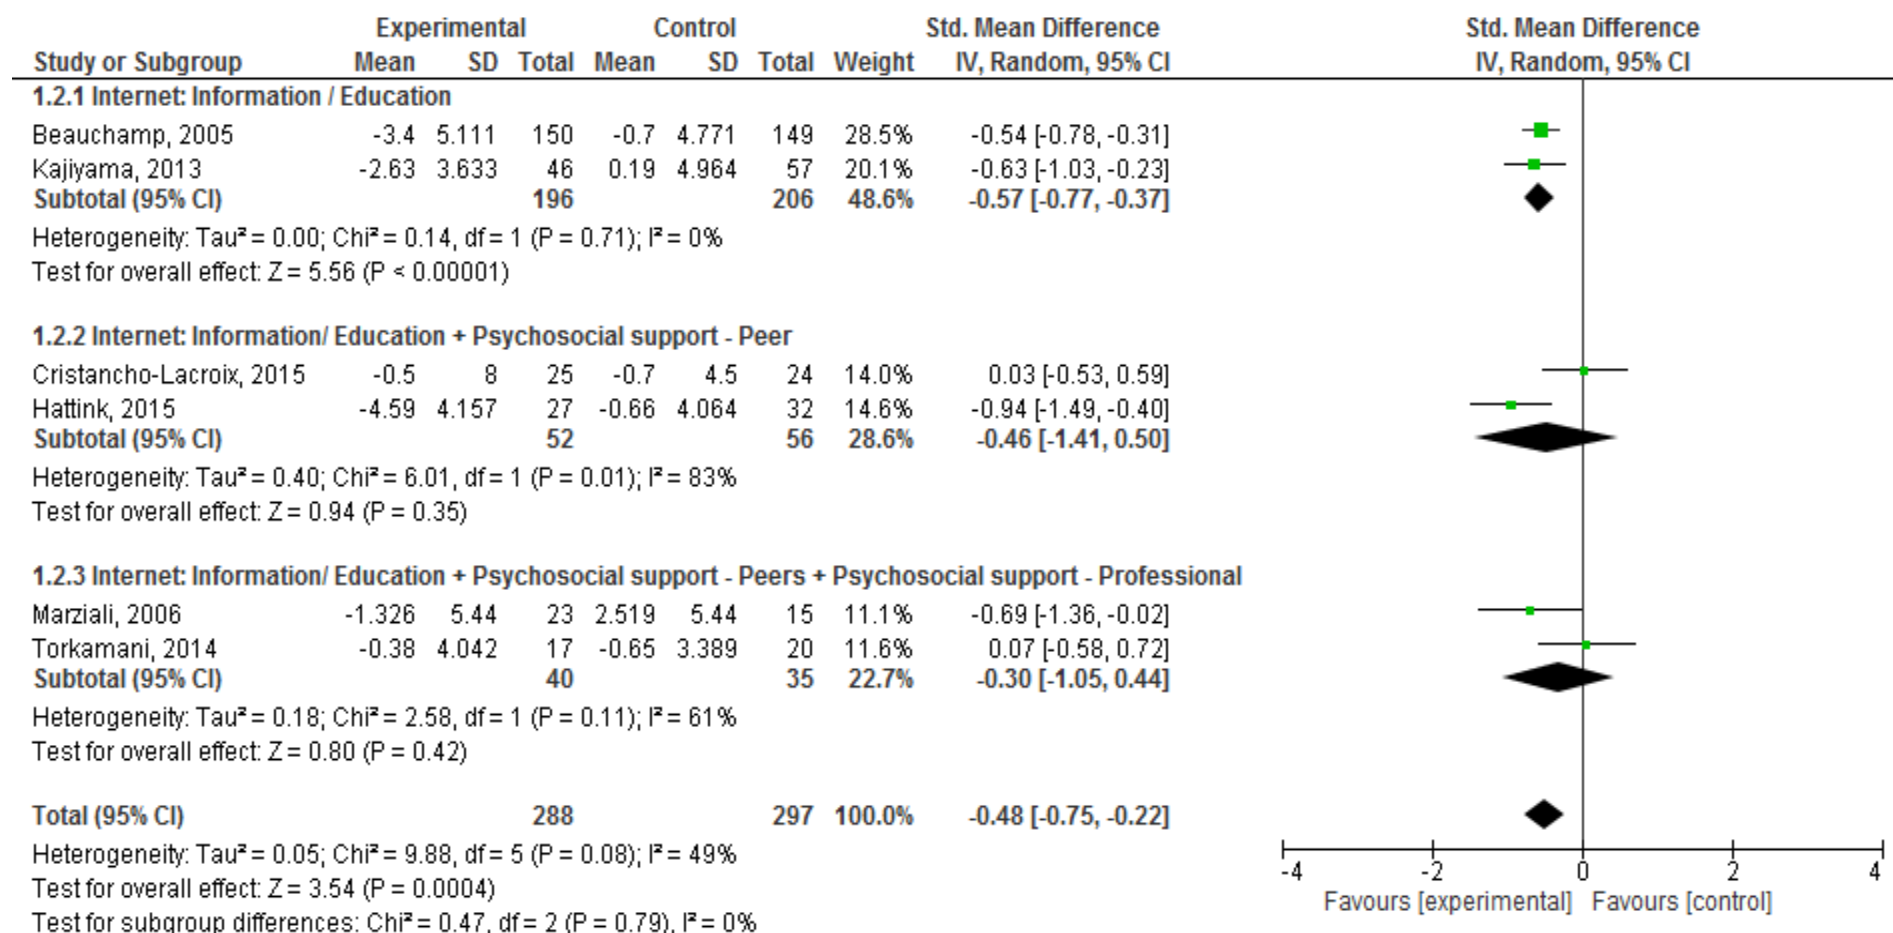 Experimental Control Std. Mean Difference Std. Mean Difference
Study or Subgroup Mean SD Total Mean SD Total Weight IV, Random, 95% CI IV, Random, 95% CI
1.2.1 Internet: Information / Education
Beauchamp, 2005 -3.4 5.111 150 -0.7 4.771 149 28.5% -0.54 [-0.78, -0.31]
Kajiyama, 2013 -2.63 3.633 46 0.19 4.964 57 20.1% -0.63 [-1.03, -0.23]
Subtotal (95% CI) 196 206 48.6% -0.57 [-0.77, -0.37]
Heterogeneity: Tau² = 0.00; Chi² = 0.14, df = 1 (P = 0.71); I² = 0%
Test for overall effect: Z = 5.56 (P < 0.00001)
1.2.2 Internet: Information/ Education + Psychosocial support - Peer
Cristancho-Lacroix, 2015 -0.5 8 25 -0.7 4.5 24 14.0% 0.03 [-0.53, 0.59]
Hattink, 2015 -4.59 4.157 27 -0.66 4.064 32 14.6% -0.94 [-1.49, -0.40]
Subtotal (95% CI) 52 56 28.6% -0.46 [-1.41, 0.50]
Heterogeneity: Tau² = 0.40; Chi² = 6.01, df = 1 (P = 0.01); I² = 83%
Test for overall effect: Z = 0.94 (P = 0.35)
1.2.3 Internet: Information/ Education + Psychosocial support - Peers + Psychosocial support - Professional
Marziali, 2006 -1.326 5.44 23 2.519 5.44 15 11.1% -0.69 [-1.36, -0.02]
Torkamani, 2014 -0.38 4.042 17 -0.65 3.389 20 11.6% 0.07 [-0.58, 0.72]
Subtotal (95% CI) 40 35 22.7% -0.30 [-1.05, 0.44]
Heterogeneity: Tau² = 0.18; Chi² = 2.58, df = 1 (P = 0.11); I² = 61%
Test for overall effect: Z = 0.80 (P = 0.42)
Total (95% CI) 288 297 100.0% -0.48 [-0.75, -0.22]
Heterogeneity: Tau² = 0.05; Chi² = 9.88, df = 5 (P = 0.08); I² = 49%
Test for overall effect: Z = 3.54 (P = 0.0004)
Test for subgroup differences: Chi² = 0.47, df = 2 (P = 0.79), I² = 0%
-4 -2 0 2 4
Favours [experimental] Favours [control]